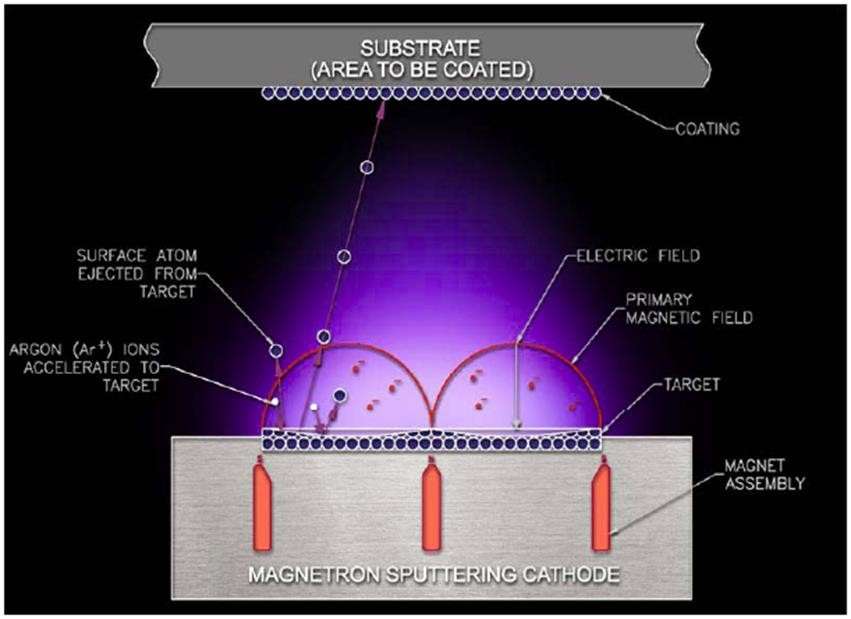 SUBSTRATE
(AREA TO BE COATED)
COATING
SURFACE ATOM
EJECTED FROM
TARGET
ELECTRIC FIELD
PRIMARY
MAGNETIC FIELD
ARGON (Ar+) IONS
ACCELERATED TO
TARGET
TARGET
MAGNET
ASSEMBLY
MAGNETRON SPUTTERING CATHODE